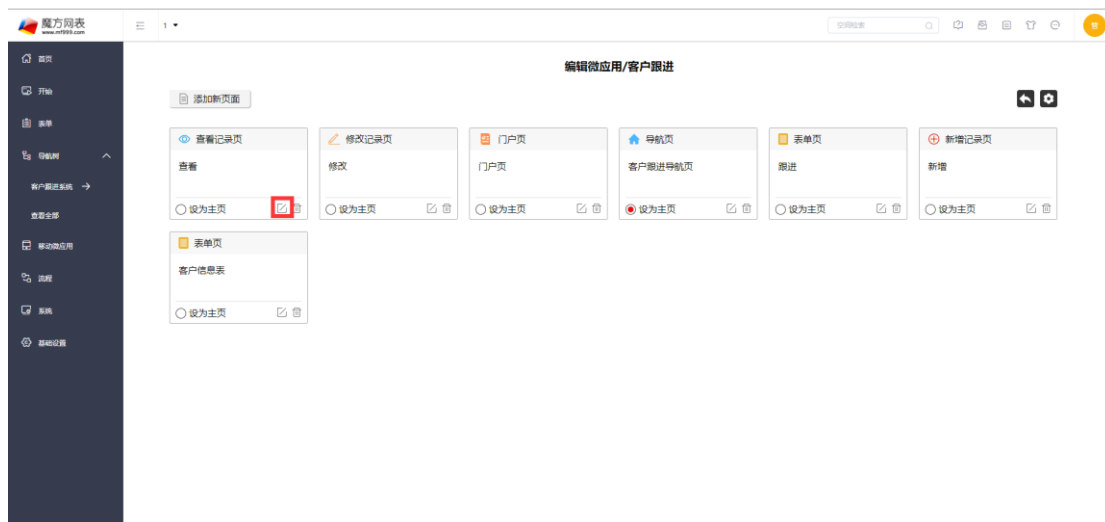 魔方网表
www.mf999.com
1
空间检索
首页
开始
表单
导航树
客户跟进系统
查看全部
移动微应用
流程
系统
基础设置
编辑微应用/客户跟进
添加新页面
查看记录页
修改记录页
门户页
导航页
表单页
新增记录页
查看
修改
门户页
客户跟进导航页
跟进
新增
设为主页
设为主页
设为主页
设为主页
设为主页
设为主页
表单页
客户信息表
设为主页